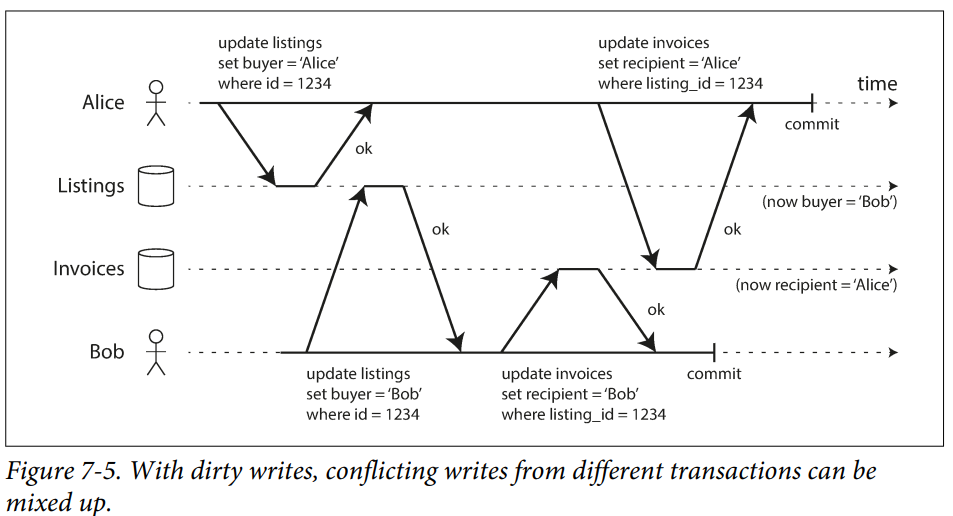 update listings
set buyer = ‘Alice’
where id = 1234
update invoices
set recipient = ‘Alice’
where listing_id = 1234
Alice
time
commit
ok
Listings
(now buyer = ‘Bob’)
ok
ok
Invoices
(now recipient = ‘Alice’)
ok
Bob
commit
update listings
set buyer = ‘Bob’
where id = 1234
update invoices
set recipient = ‘Bob’
where listing_id = 1234
Figure 7-5. With dirty writes, conflicting writes from different transactions can be
mixed up.